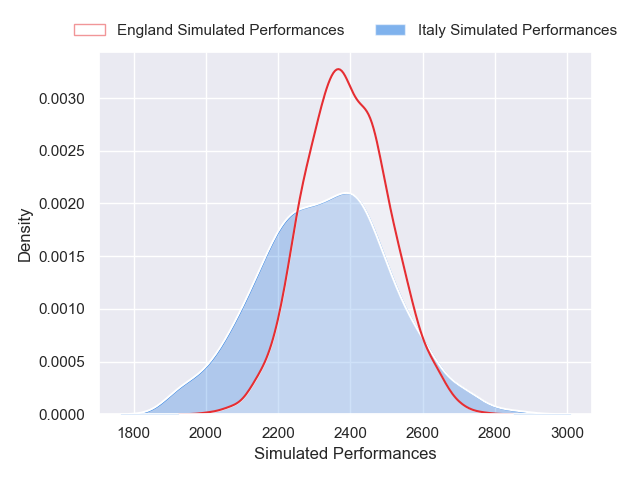 England Simulated Performances
Italy Simulated Performances
0.0030
0.0025
0.0020
0.0015
0.0010
0.0005
0.0000
Density
1800 2000 2200 2400 2600 2800 3000
Simulated Performances